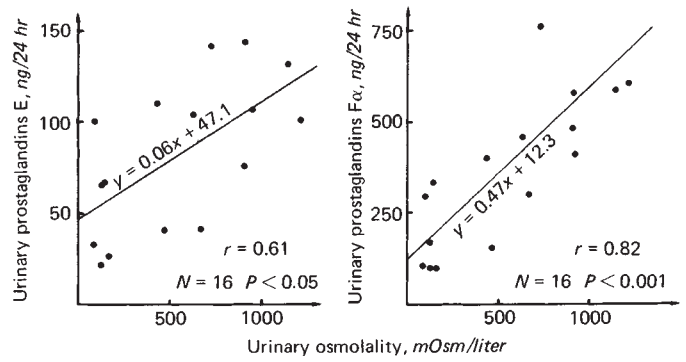 Urinary prostaglandins E, ng/24 hr
150
100
50
500
1000
y = 0.06x + 47.1
r = 0.61
N = 16 P < 0.05
Urinary prostaglandins Fα, ng/24 hr
750
500
250
500
1000
y = 0.47x + 12.3
r = 0.82
N = 16 P < 0.001
Urinary osmolality, mOsm/liter